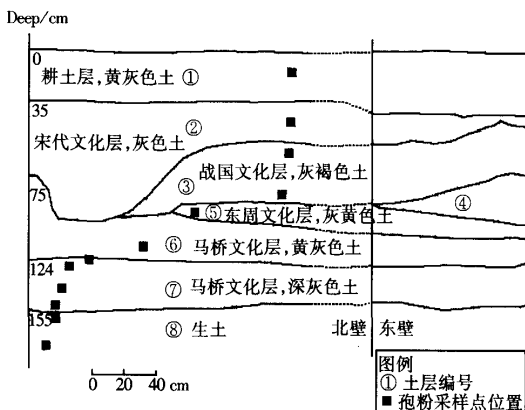 Deep/cm
0
耕土层,黄灰色土 ①
35
宋代文化层,灰色土 ②
战国文化层,灰褐色土
75
③
④
⑤ 东周文化层,灰黄色土
⑥ 马桥文化层,黄灰色土
124
⑦ 马桥文化层,深灰色土
155
⑧ 生土
北壁 东壁
0 20 40 cm
图例
① 土层编号
■ 孢粉采样点位置